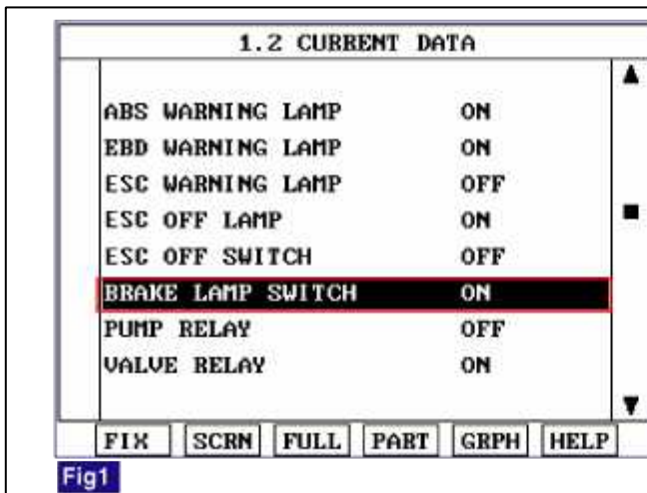 1.2 CURRENT DATA
ABS WARNING LAMP ON
EBD WARNING LAMP ON
ESC WARNING LAMP OFF
ESC OFF LAMP ON
ESC OFF SWITCH OFF
BRAKE LAMP SWITCH ON
PUMP RELAY OFF
VALVE RELAY ON
FIX SCRN FULL PART GRPH HELP
Fig1